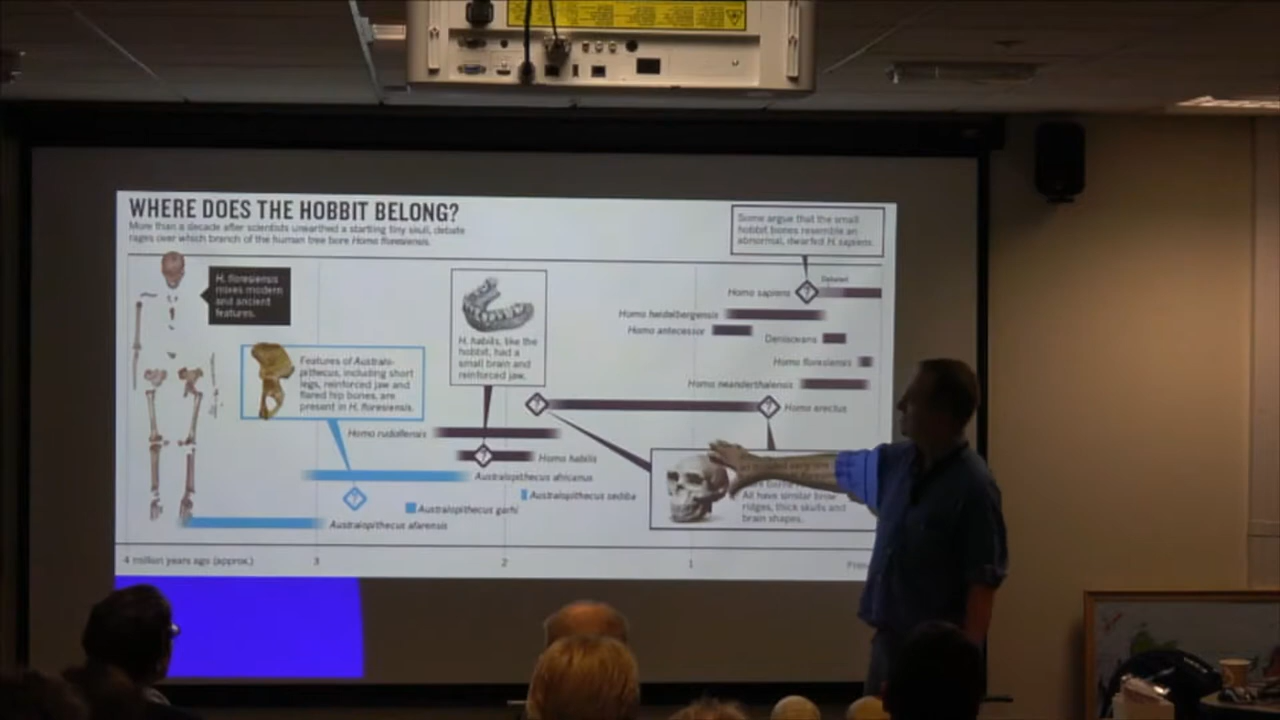 WHERE DOES THE HOBBIT BELONG?
More than a decade after scientists unearthed a startling tiny skull, debate
rages over which branch of the human tree bore Homo floresiensis.
Some argue that the small
hobbit bones resemble an
abnormal, dwarfed H. sapiens.
H. floresiensis
mixes modern
and ancient
features.
Homo sapiens
?
Homo heidelbergensis
Homo antecessor
Denisovans
Homo floresiensis
Homo neanderthalensis
H. habilis, like the
hobbit, had a
small brain and
reinforced jaw.
Features of Australo-
pithecus, including short
legs, reinforced jaw and
flared hip bones, are
present in H. floresiensis.
?
?
Homo erectus
Homo rudolfensis
?
Homo habilis
Australopithecus africanus
?
Australopithecus sediba
Australopithecus garhi
Australopithecus afarensis
All have similar brow
ridges, thick skulls and
brain shapes.
4 million years ago (approx.)
3
2
1